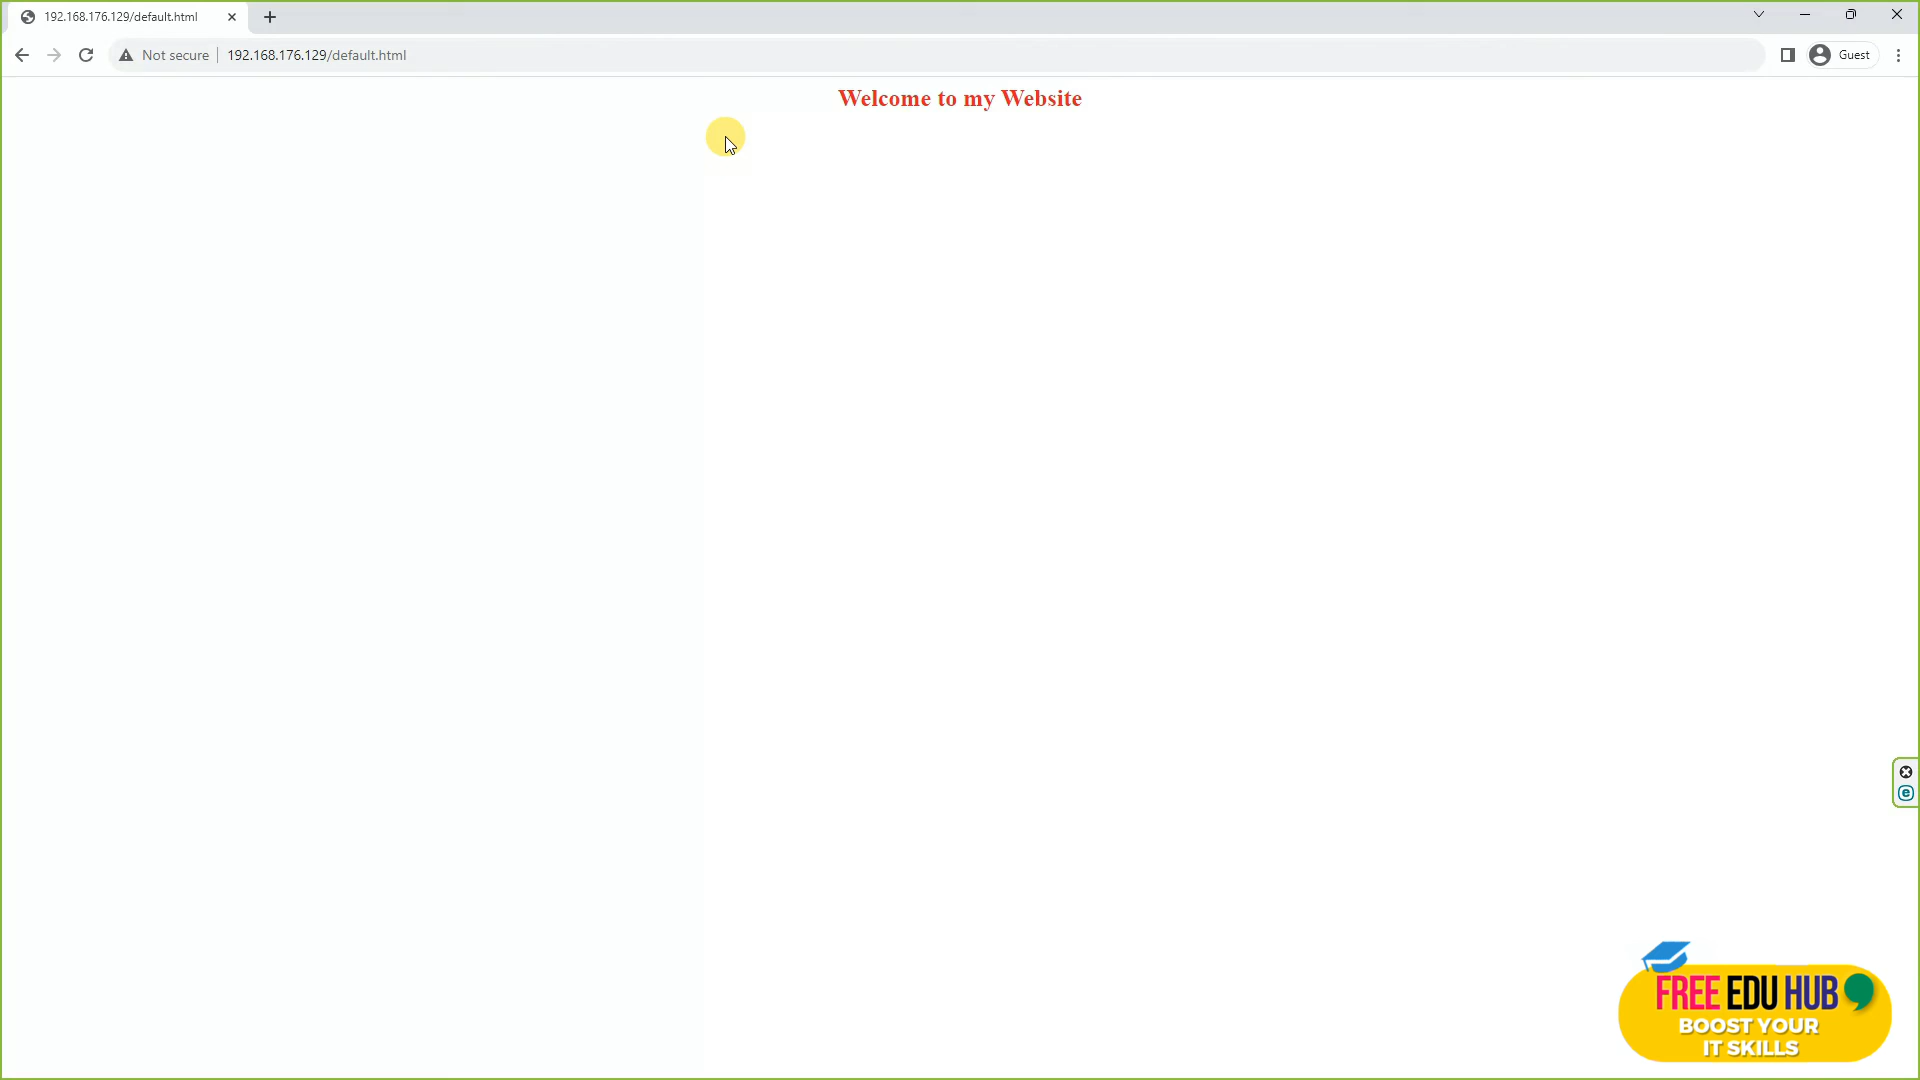 192.168.176.129/default.html
Not secure
192.168.176.129/default.html
Guest
Welcome to my Website
e
FREE EDU HUB
BOOST YOUR
IT SKILLS